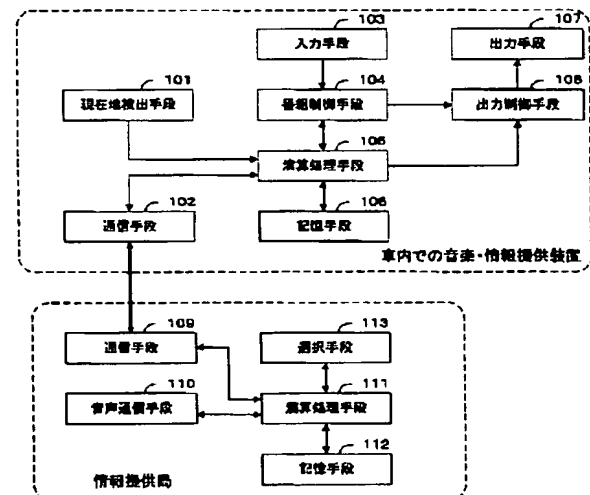 103
入力手段
107
出力手段
101
現在地検出手段
104
番組制御手段
108
出力制御手段
105
演算処理手段
102
通信手段
106
記憶手段
車内での音楽・情報提供装置
109
通信手段
113
選択手段
110
音声通信手段
111
演算処理手段
112
記憶手段
情報提供局